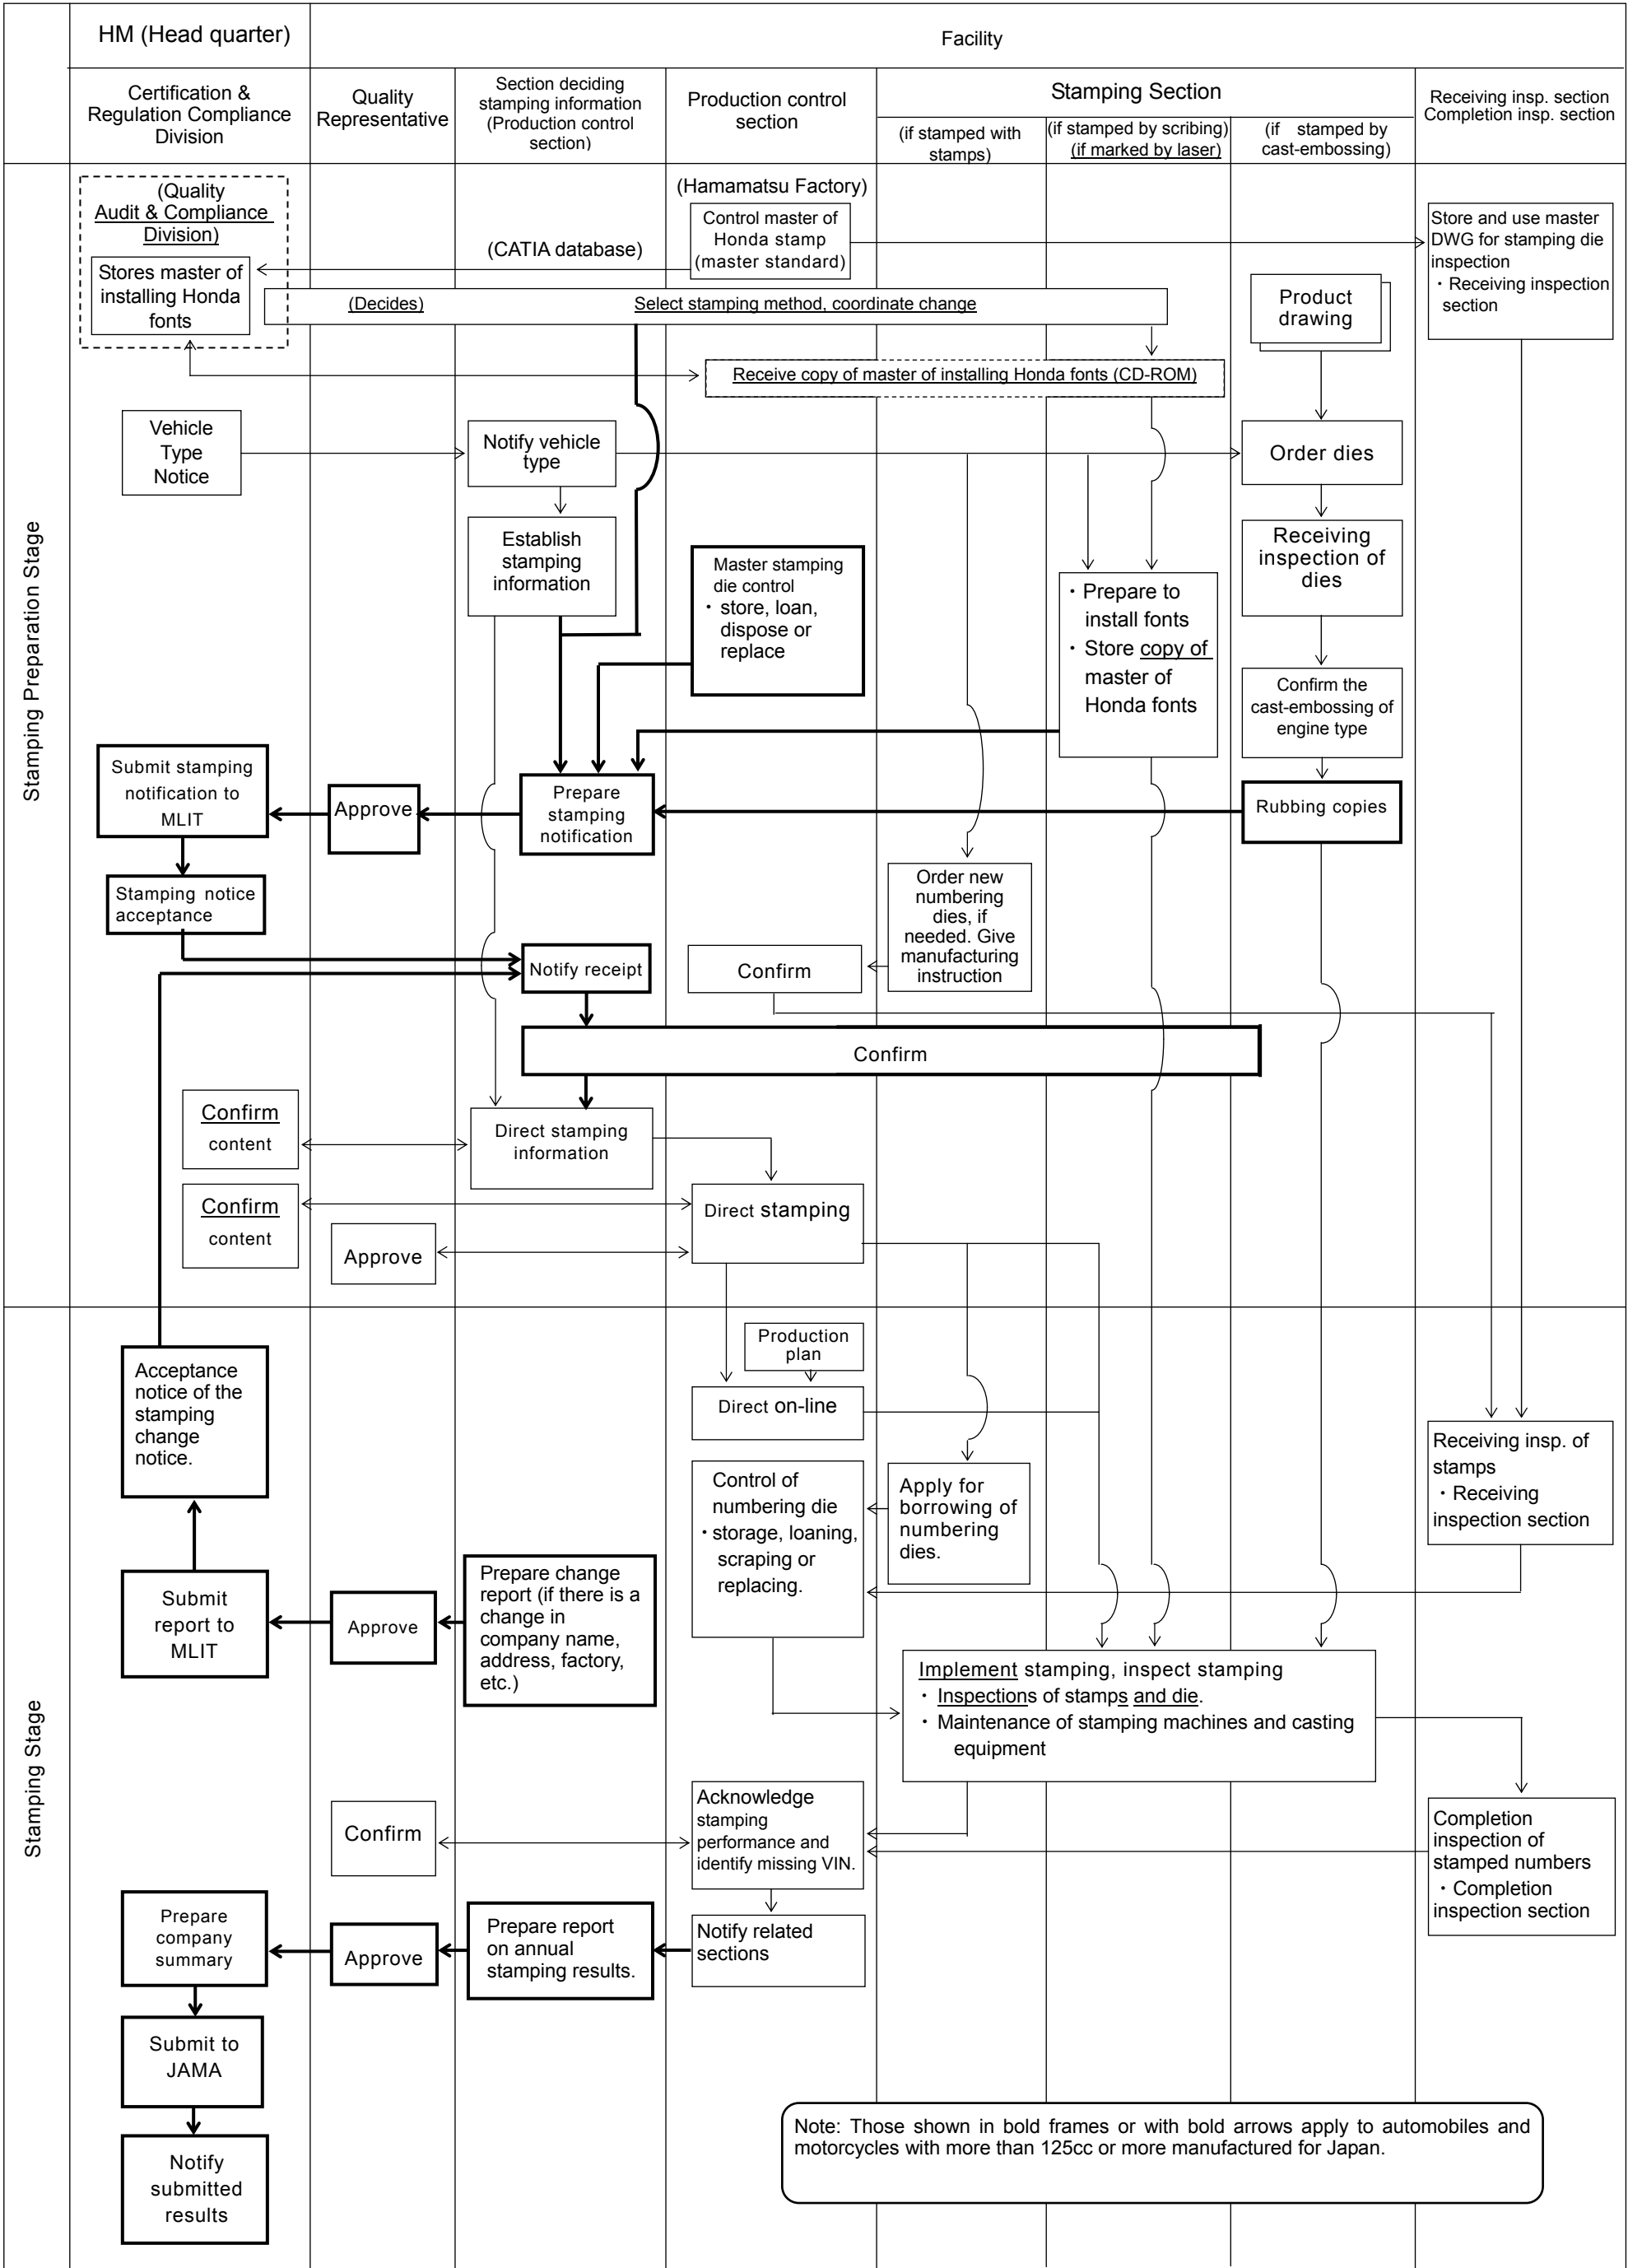 HM (Head quarter)
Facility
Certification &
Regulation Compliance
Division
Quality
Representative
Section deciding
stamping information
(Production control
section)
Production control
section
Stamping Section
(if stamped with
stamps)
(if stamped by scribing)
(if marked by laser)
(if stamped by
cast-embossing)
Receiving insp. section
Completion insp. section
Stamping Preparation Stage
(Quality
Audit & Compliance
Division)
Stores master of
installing Honda
fonts
(CATIA database)
(Hamamatsu Factory)
Control master of
Honda stamp
(master standard)
Store and use master
DWG for stamping die
inspection
・Receiving inspection
section
(Decides)
Select stamping method, coordinate change
Product
drawing
Receive copy of master of installing Honda fonts (CD-ROM)
Vehicle
Type
Notice
Notify vehicle
type
Order dies
Establish
stamping
information
Master stamping
die control
・store, loan,
dispose or
replace
・Prepare to
install fonts
・Store copy of
master of
Honda fonts
Receiving
inspection of
dies
Confirm the
cast-embossing of
engine type
Submit stamping
notification to
MLIT
Approve
Prepare
stamping
notification
Rubbing copies
Stamping notice
acceptance
Order new
numbering
dies, if
needed. Give
manufacturing
instruction
Notify receipt
Confirm
Confirm
Confirm
content
Direct stamping
information
Confirm
content
Approve
Direct stamping
Stamping Stage
Production
plan
Direct on-line
Acceptance
notice of the
stamping
change
notice.
Control of
numbering die
・storage, loaning,
scraping or
replacing.
Apply for
borrowing of
numbering
dies.
Receiving insp. of
stamps
・Receiving
inspection section
Submit
report to
MLIT
Approve
Prepare change
report (if there is a
change in
company name,
address, factory,
etc.)
Implement stamping, inspect stamping
・Inspections of stamps and die.
・Maintenance of stamping machines and casting
equipment
Confirm
Acknowledge
stamping
performance and
identify missing VIN.
Completion
inspection of
stamped numbers
・Completion
inspection section
Prepare
company
summary
Approve
Prepare report
on annual
stamping results.
Notify related
sections
Submit to
JAMA
Notify
submitted
results
Note: Those shown in bold frames or with bold arrows apply to automobiles and
motorcycles with more than 125cc or more manufactured for Japan.